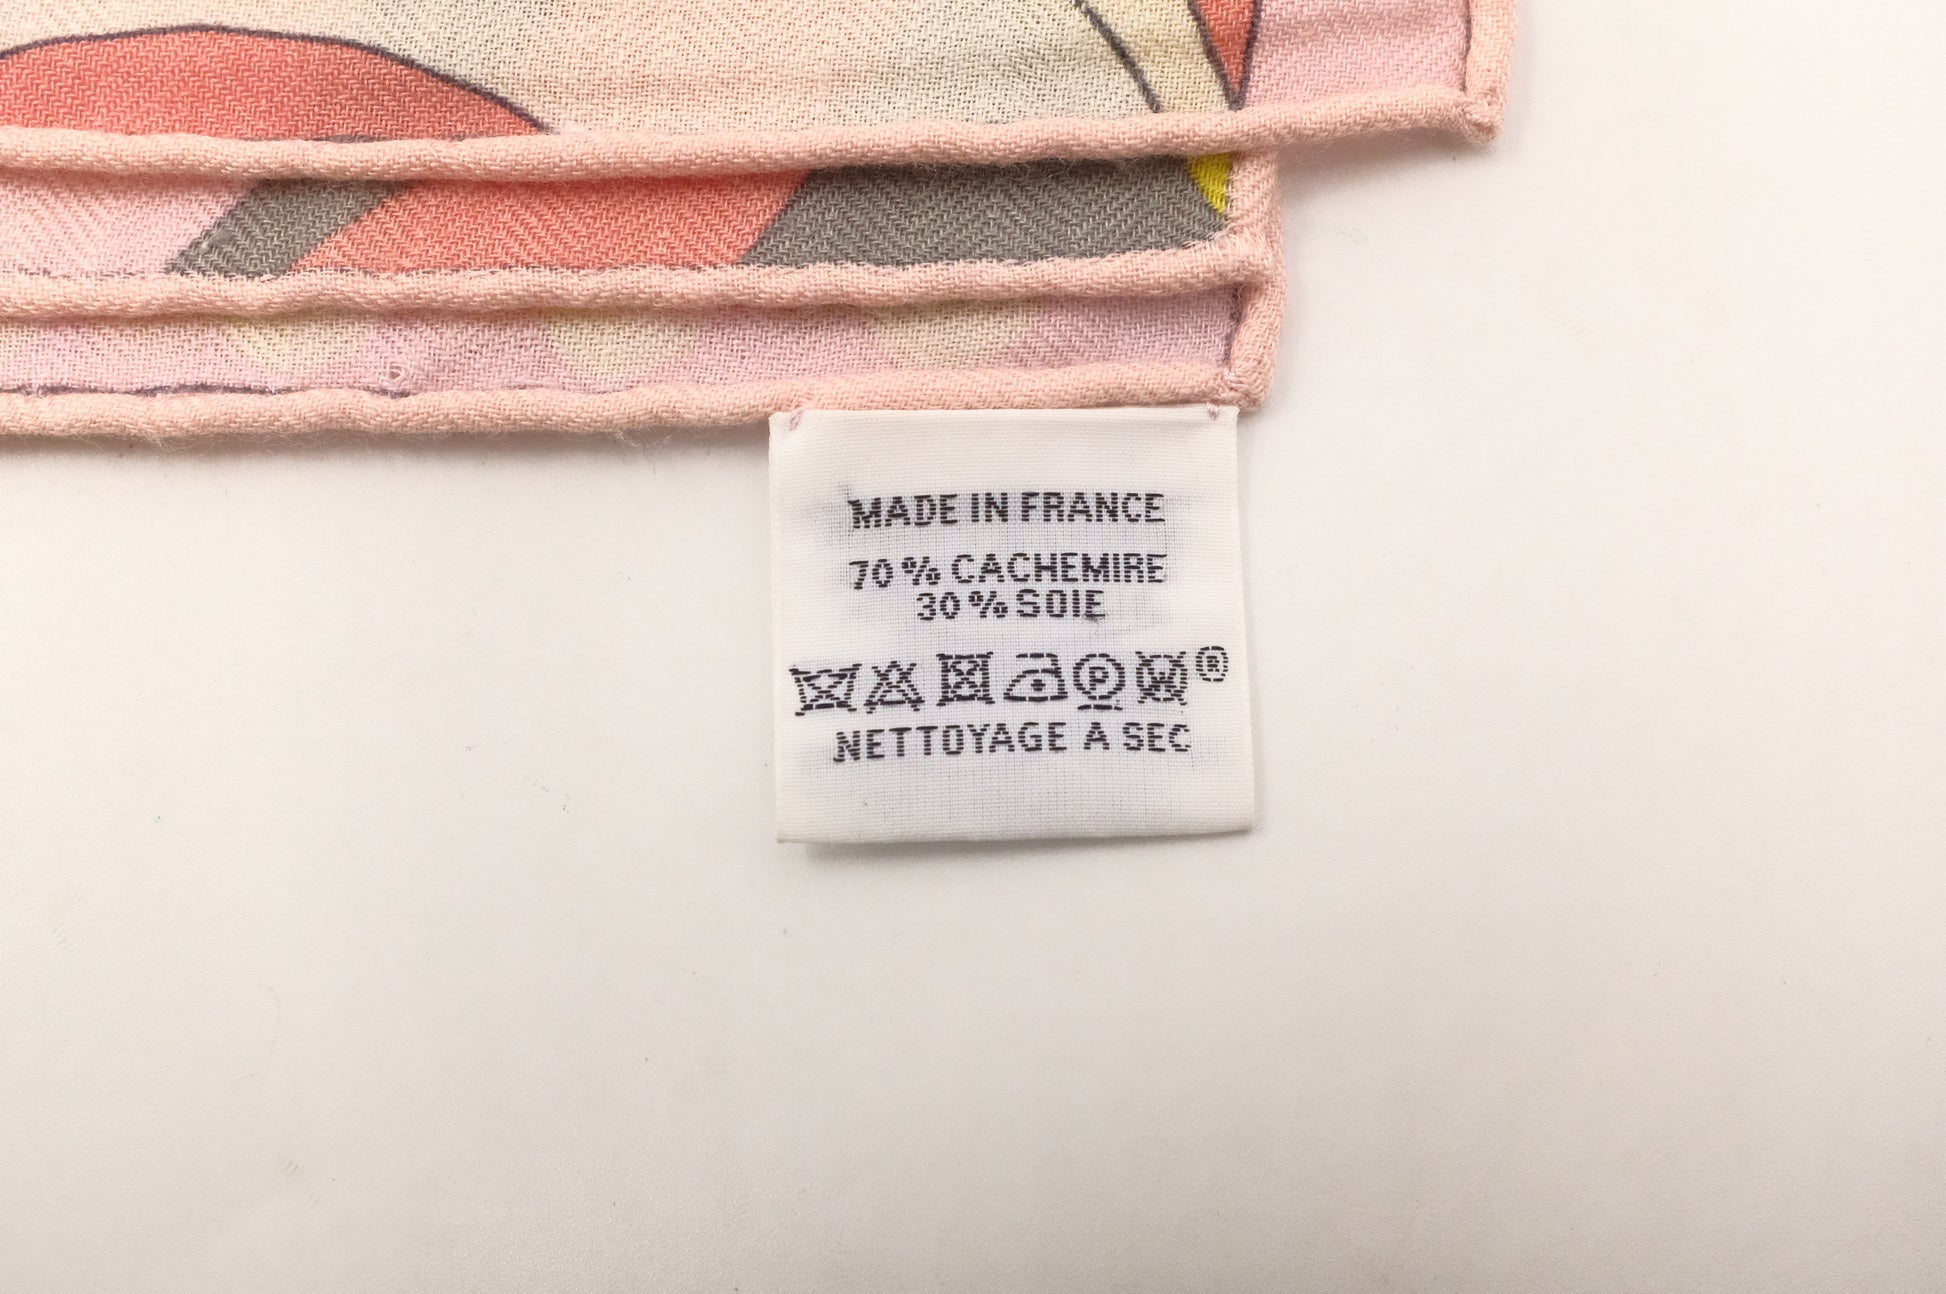 MADE IN FRANCE
70% CACHEMIRE
30% SOIE
P W ®
NETTOYAGE A SEC